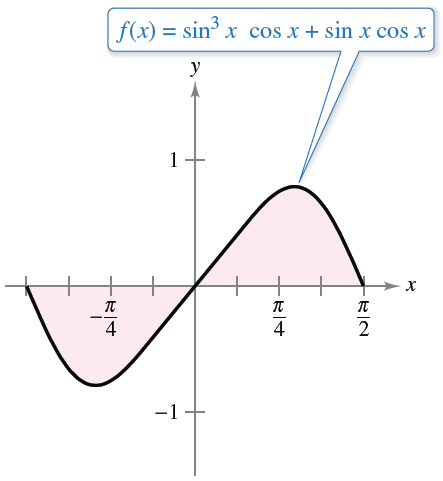 f(x) = sin³ x cos x + sin x cos x
y
1
x
-π/4
π/4
π/2
-1